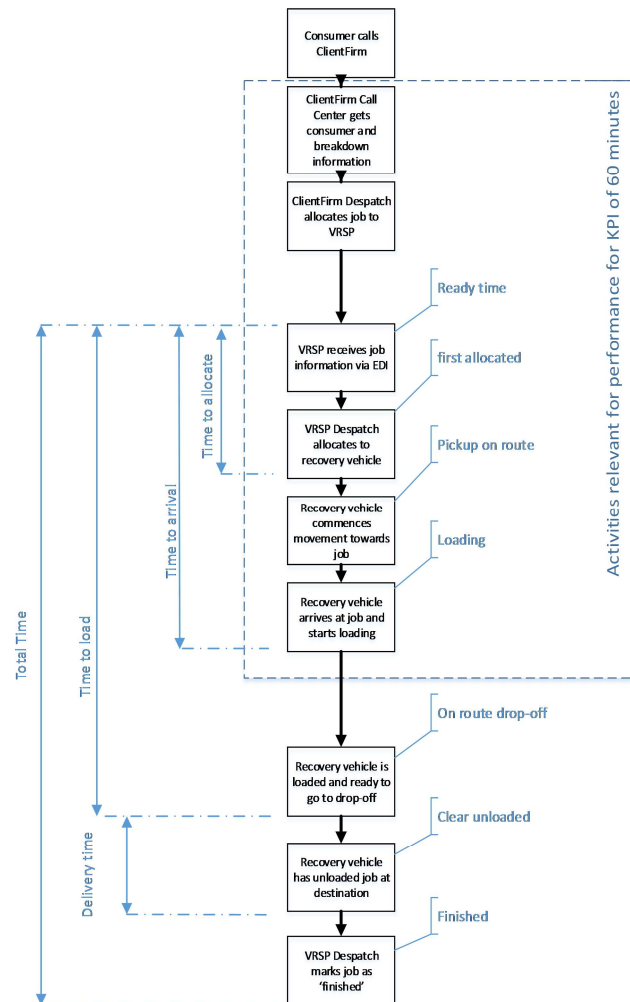 Consumer calls
ClientFirm
ClientFirm Call
Center gets
consumer and
breakdown
information
ClientFirm Despatch
allocates job to
VRSP
Activities relevant for performance for KPI of 60 minutes
Ready time
VRSP receives job
information via EDI
first allocated
Time to allocate
VRSP Despatch
allocates to
recovery vehicle
Pickup on route
Recovery vehicle
commences
movement towards
job
Time to arrival
Loading
Recovery vehicle
arrives at job and
starts loading
Total Time
Time to load
On route drop-off
Recovery vehicle is
loaded and ready to
go to drop-off
Clear unloaded
Delivery time
Recovery vehicle
has unloaded job at
destination
Finished
VRSP Despatch
marks job as
‘finished’